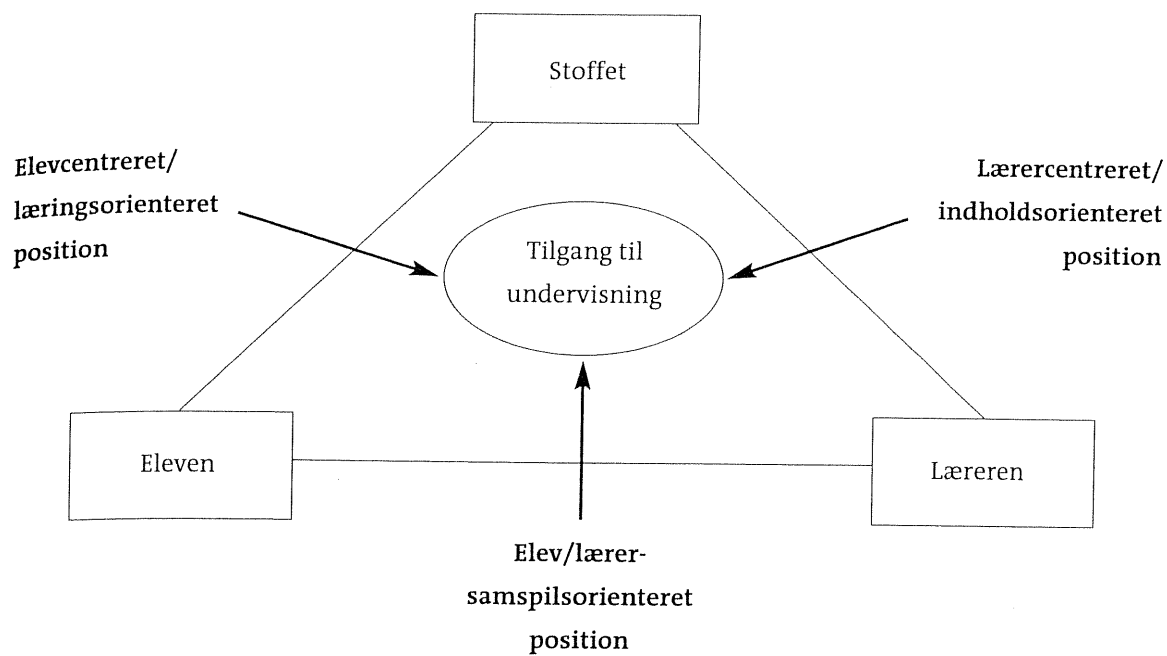 Stoffet
Elevcentreret/
læringsorienteret
position
Lærercentreret/
indholdsorienteret
position
Tilgang til
undervisning
Eleven
Læreren
Elev/lærer-
samspilsorienteret
position